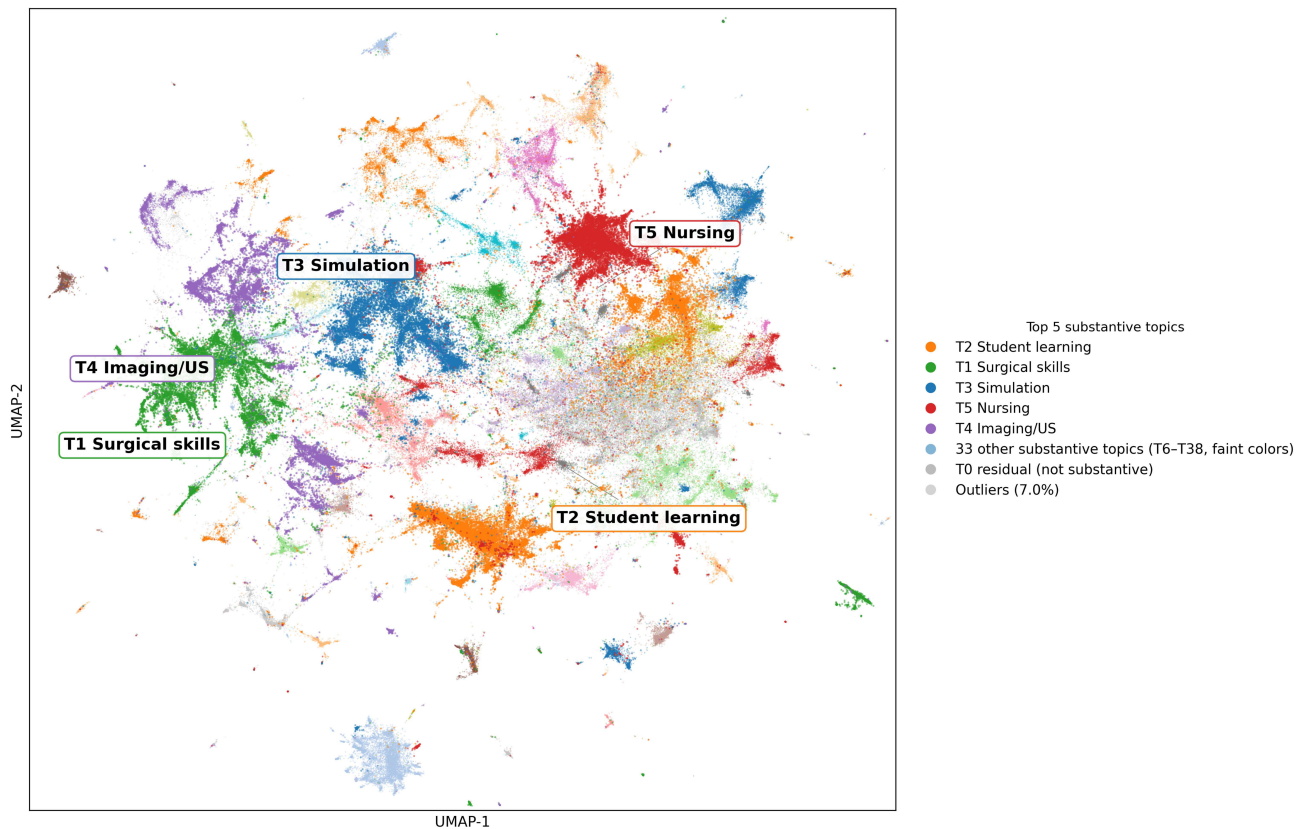 T5 Nursing
T3 Simulation
T4 Imaging/US
T1 Surgical skills
T2 Student learning
UMAP-2
UMAP-1
Top 5 substantive topics
T2 Student learning
T1 Surgical skills
T3 Simulation
T5 Nursing
T4 Imaging/US
33 other substantive topics (T6–T38, faint colors)
T0 residual (not substantive)
Outliers (7.0%)